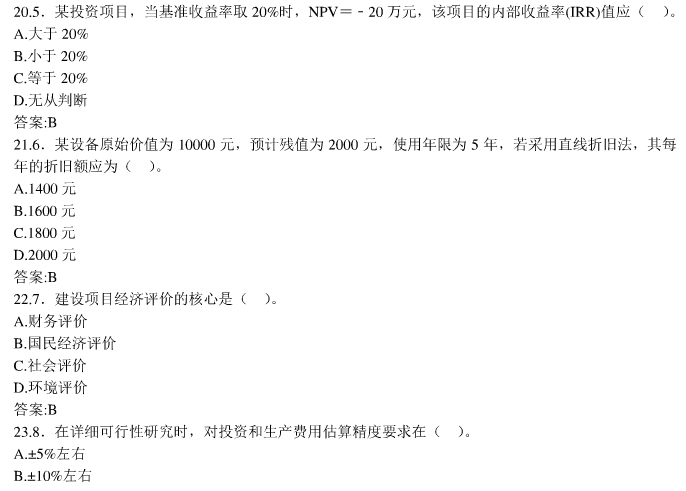 20.5．某投资项目，当基准收益率取 20%时，NPV＝﹣20 万元，该项目的内部收益率(IRR)值应（　）。
A.大于 20%
B.小于 20%
C.等于 20%
D.无从判断
答案:B
21.6．某设备原始价值为 10000 元，预计残值为 2000 元，使用年限为 5 年，若采用直线折旧法，其每
年的折旧额应为（　）。
A.1400 元
B.1600 元
C.1800 元
D.2000 元
答案:B
22.7．建设项目经济评价的核心是（　）。
A.财务评价
B.国民经济评价
C.社会评价
D.环境评价
答案:B
23.8．在详细可行性研究时，对投资和生产费用估算精度要求在（　）。
A.±5%左右
B.±10%左右